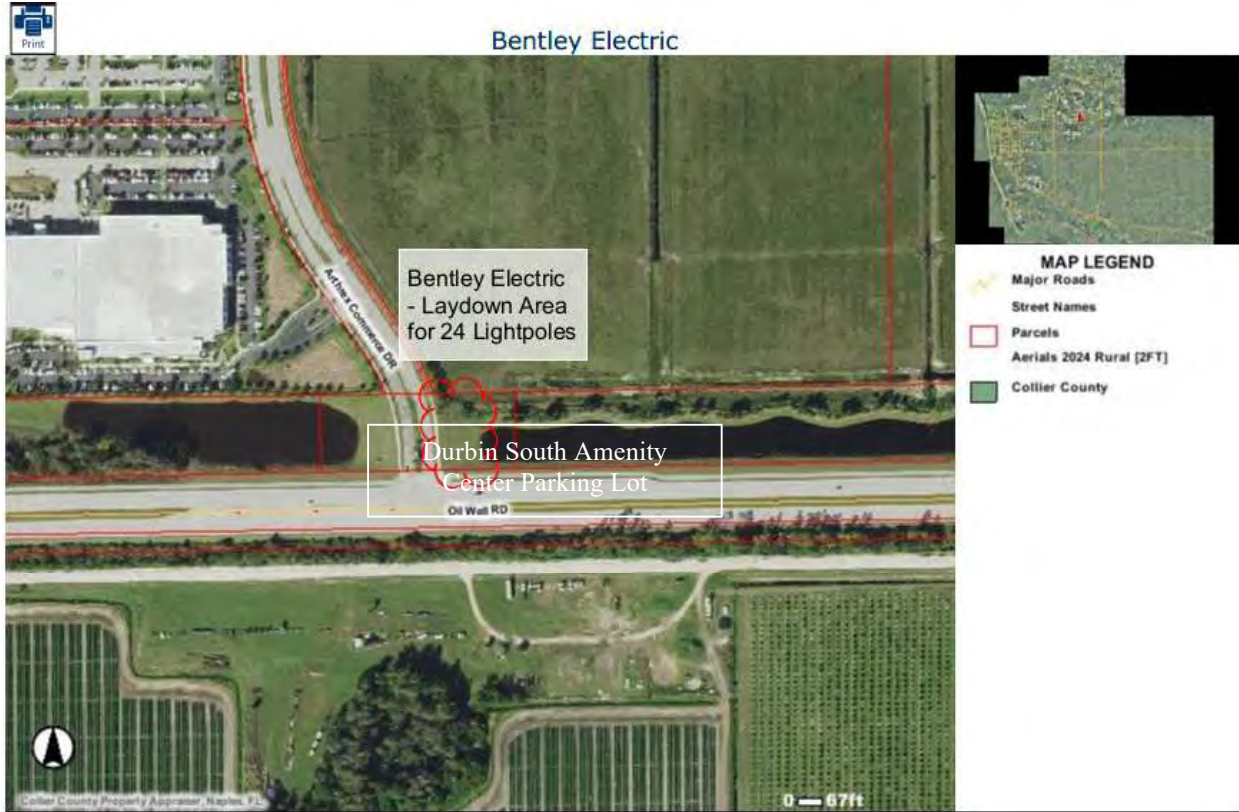 Print
Bentley Electric
Bentley Electric
- Laydown Area
for 24 Lightpoles
Arthrex Commerce DR
Durbin South Amenity
Center Parking Lot
Oil Well RD
MAP LEGEND
Major Roads
Street Names
Parcels
Aerials 2024 Rural [2FT]
Collier County
Collier County Property Appraiser, Naples, FL
0 67ft